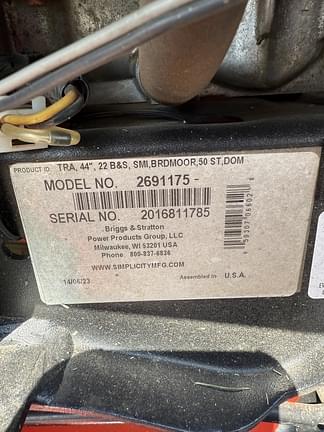 PRODUCT ID: TRA, 44", 22 B&S, SMI,BRDMOOR,50 ST,DOM
MODEL NO. 2691175 -
SERIAL NO. 2016811785
Briggs & Stratton
Power Products Group, LLC
Milwaukee, WI 53201 USA
Phone 800-837-6836
WWW.SIMPLICITYMFG.COM
14/06/23 Assembled in U.S.A.